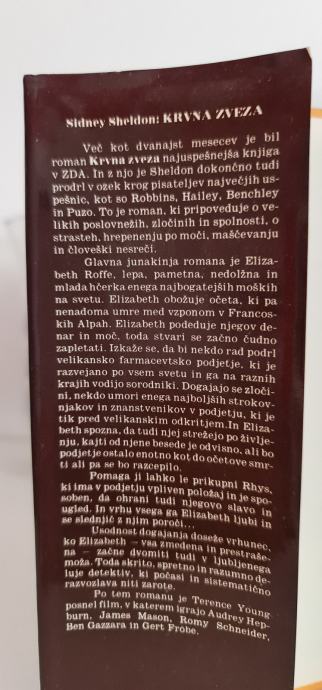 Sidney Sheldon: KRVNA ZVEZA
Več kot dvanajst mesecev je bil
roman Krvna zveza najuspešnejša knjiga
v ZDA. In z njo je Sheldon dokončno tudi
prodrl v ozek krog pisateljev največjih us-
pešnic, kot so Robbins, Hailey, Benchley
in Puzo. To je roman, ki pripoveduje o ve-
likih poslovnežih, zločinih in spolnosti, o
strasteh, hrepenenju po moči, maščevanju
in človeški nesreči.
Glavna junakinja romana je Eliza-
beth Roffe, lepa, pametna, nedolžna in
mlada hčerka enega najbogatejših moških
na svetu. Elizabeth obožuje očeta, ki pa
nenadoma umre med vzponom v Francos-
kih Alpah. Elizabeth podeduje njegov de-
nar in moč, toda stvari se začno čudno
zapletati. Izkaže se, da bi nekdo rad podrl
velikansko farmacevtsko podjetje, ki je
razvejano po vsem svetu in ga na raznih
krajih vodijo sorodniki. Dogajajo se zloči-
ni, nekdo umori enega najboljših strokov-
njakov in znanstvenikov v podjetju, ki je
tik pred velikanskim odkritjem.In Eliza-
beth spozna, da tudi njej strežejo po življe-
nju, kajti od njene besede je odvisno, ali bo
podjetje ostalo enotno kot do očetove smr-
ti ali pa se bo razcepilo.
Pomaga ji lahko le prikupni Rhys,
ki ima v podjetju vpliven položaj in je spo-
soben, da ohrani tudi njegovo slavo in
ugled. In vrhu vsega ga Elizabeth ljubi in
se slednjič z njim poroči...
Usodnost dogajanja doseže vrhunec,
ko Elizabeth – vsa zmedena in prestraše-
na – začne dvomiti tudi v ljubljenega
moža. Toda skrito, spretno in razumno de-
luje detektiv, ki počasi in sistematično
razvozlava niti zarote.
Po tem romanu je Terence Young
posnel film, v katerem igrajo Audrey Hep-
burn, James Mason, Romy Schneider,
Ben Gazzara in Gert Fröbe.